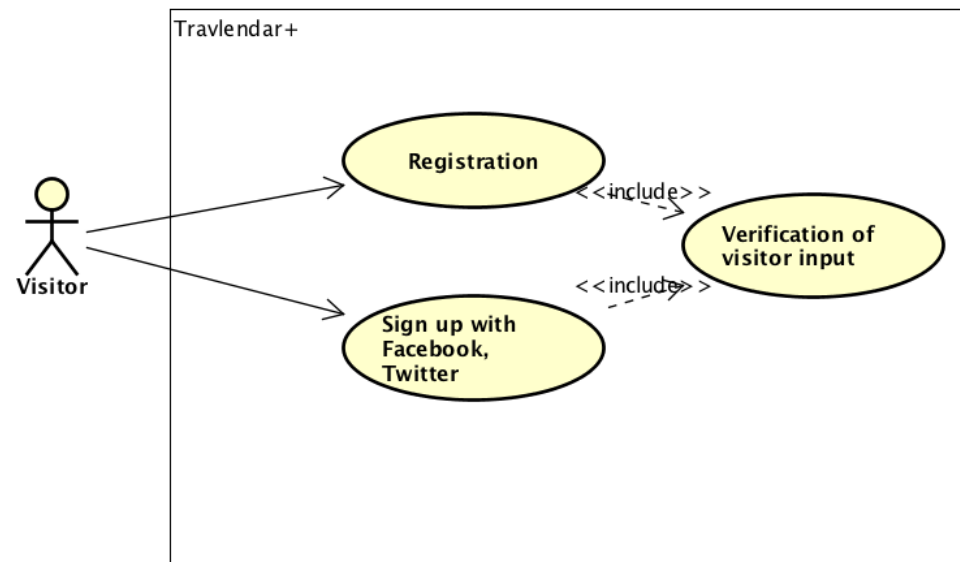 Travlendar+
Registration
<<include>>
Verification of
visitor input
Visitor
<<include>>
Sign up with
Facebook,
Twitter